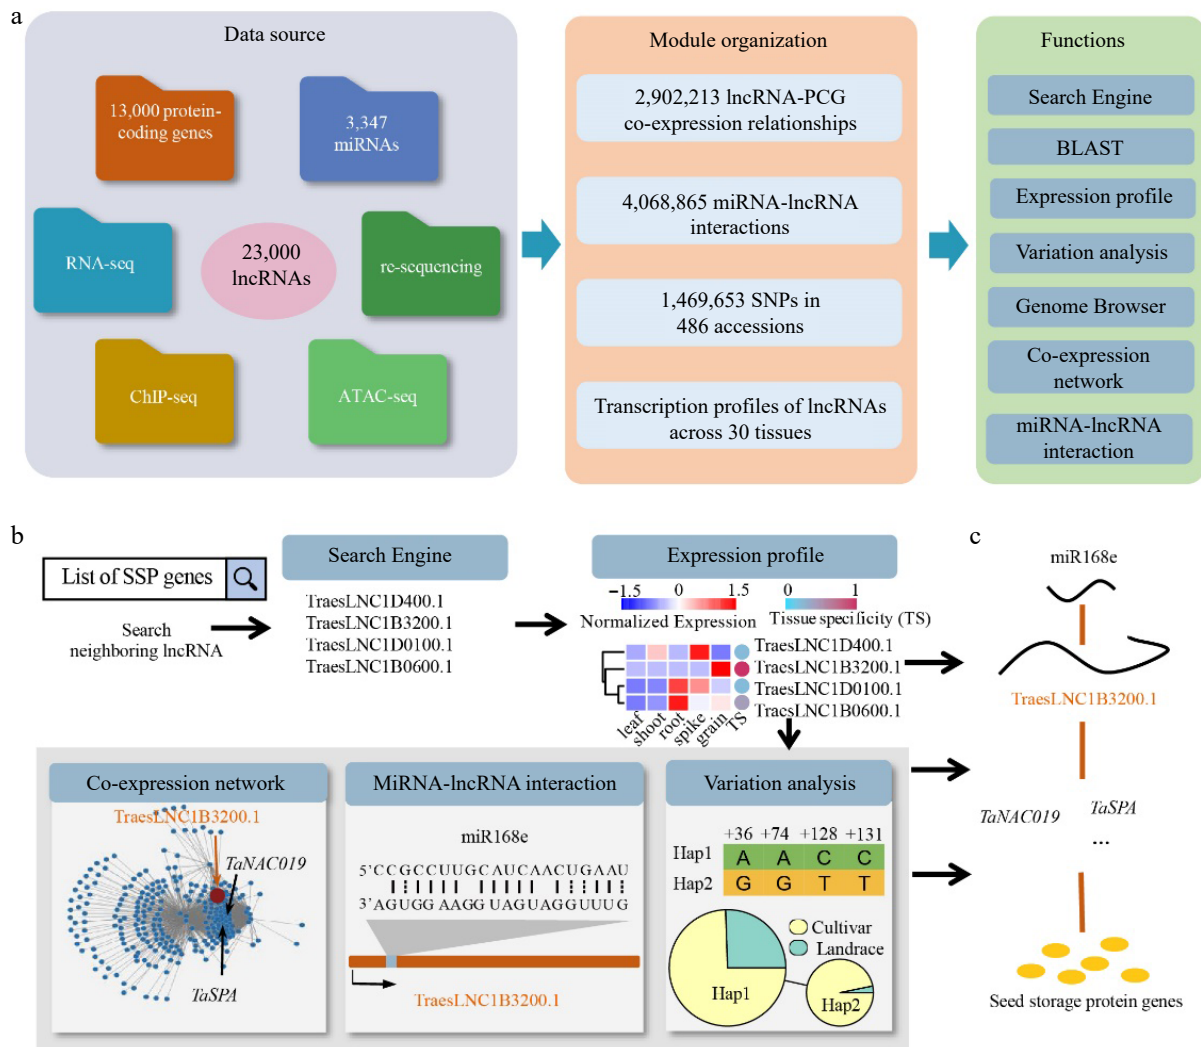 a
Data source
13,000 protein-
coding genes
3,347
miRNAs
RNA-seq
23,000
lncRNAs
re-sequencing
ChIP-seq
ATAC-seq
Module organization
2,902,213 lncRNA-PCG
co-expression relationships
4,068,865 miRNA-lncRNA
interactions
1,469,653 SNPs in
486 accessions
Transcription profiles of lncRNAs
across 30 tissues
Functions
Search Engine
BLAST
Expression profile
Variation analysis
Genome Browser
Co-expression
network
miRNA-lncRNA
interaction
b
List of SSP genes
Search
neighboring lncRNA
Search Engine
TraesLNC1D400.1
TraesLNC1B3200.1
TraesLNC1D0100.1
TraesLNC1B0600.1
Expression profile
−1.5 0 1.5
Normalized Expression
0 1
Tissue specificity (TS)
TraesLNC1D400.1
TraesLNC1B3200.1
TraesLNC1D0100.1
TraesLNC1B0600.1
leaf
shoot
root
spike
grain
TS
Co-expression network
TraesLNC1B3200.1
TaNAC019
TaSPA
MiRNA-lncRNA interaction
miR168e
5'CCGCCUUGCAUCAACUGAAU
3'AGUGGAAGGUAGUAGGUUUG
TraesLNC1B3200.1
Variation analysis
+36 +74 +128 +131
Hap1 A A C C
Hap2 G G T T
Cultivar
Landrace
Hap1
Hap2
c
miR168e
TraesLNC1B3200.1
TaNAC019
TaSPA
...
Seed storage protein genes